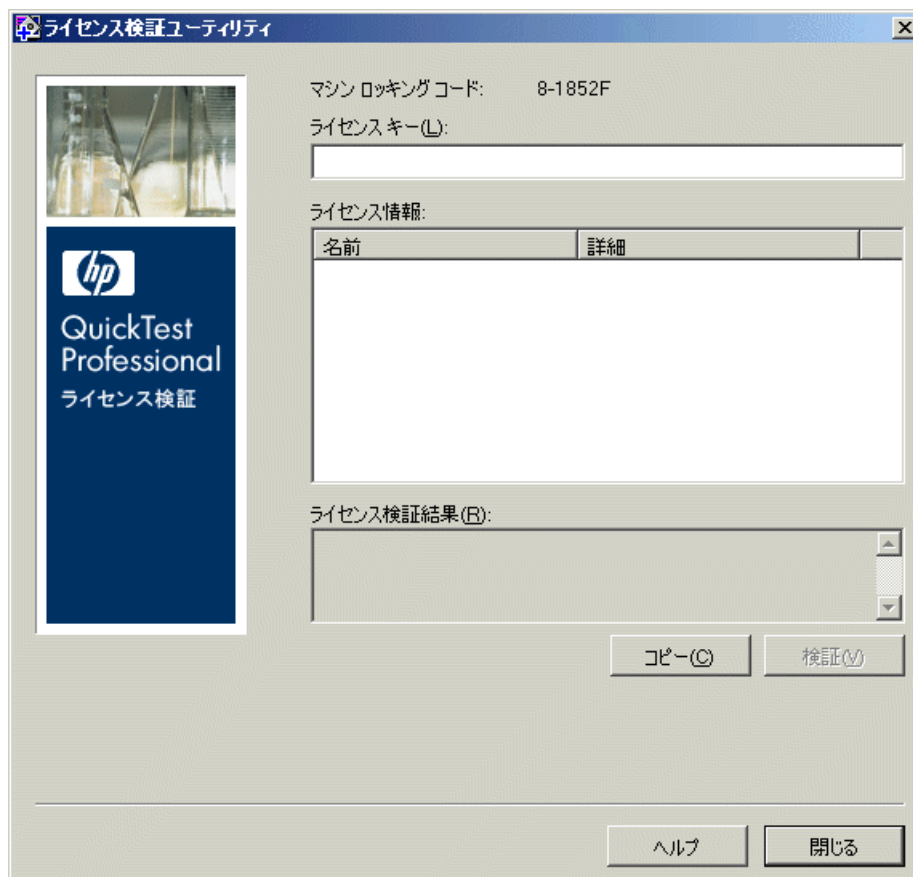 ライセンス検証ユーティリティ
マシン ロッキング コード: 8-1852F
ライセンス キー(L):
ライセンス情報:
名前 詳細
hp
QuickTest
Professional
ライセンス検証
ライセンス検証結果(R):
コピー(C) 検証(V)
ヘルプ 閉じる